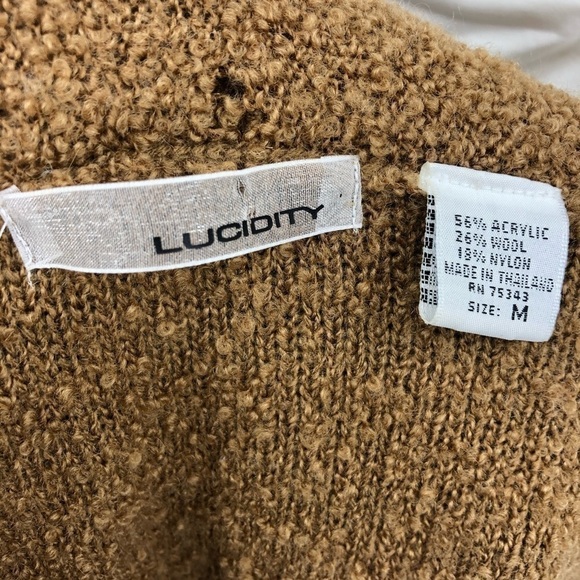 LUCIDITY
56% ACRYLIC
26% WOOL
18% NYLON
MADE IN THAILAND
RN 75343
SIZE: M